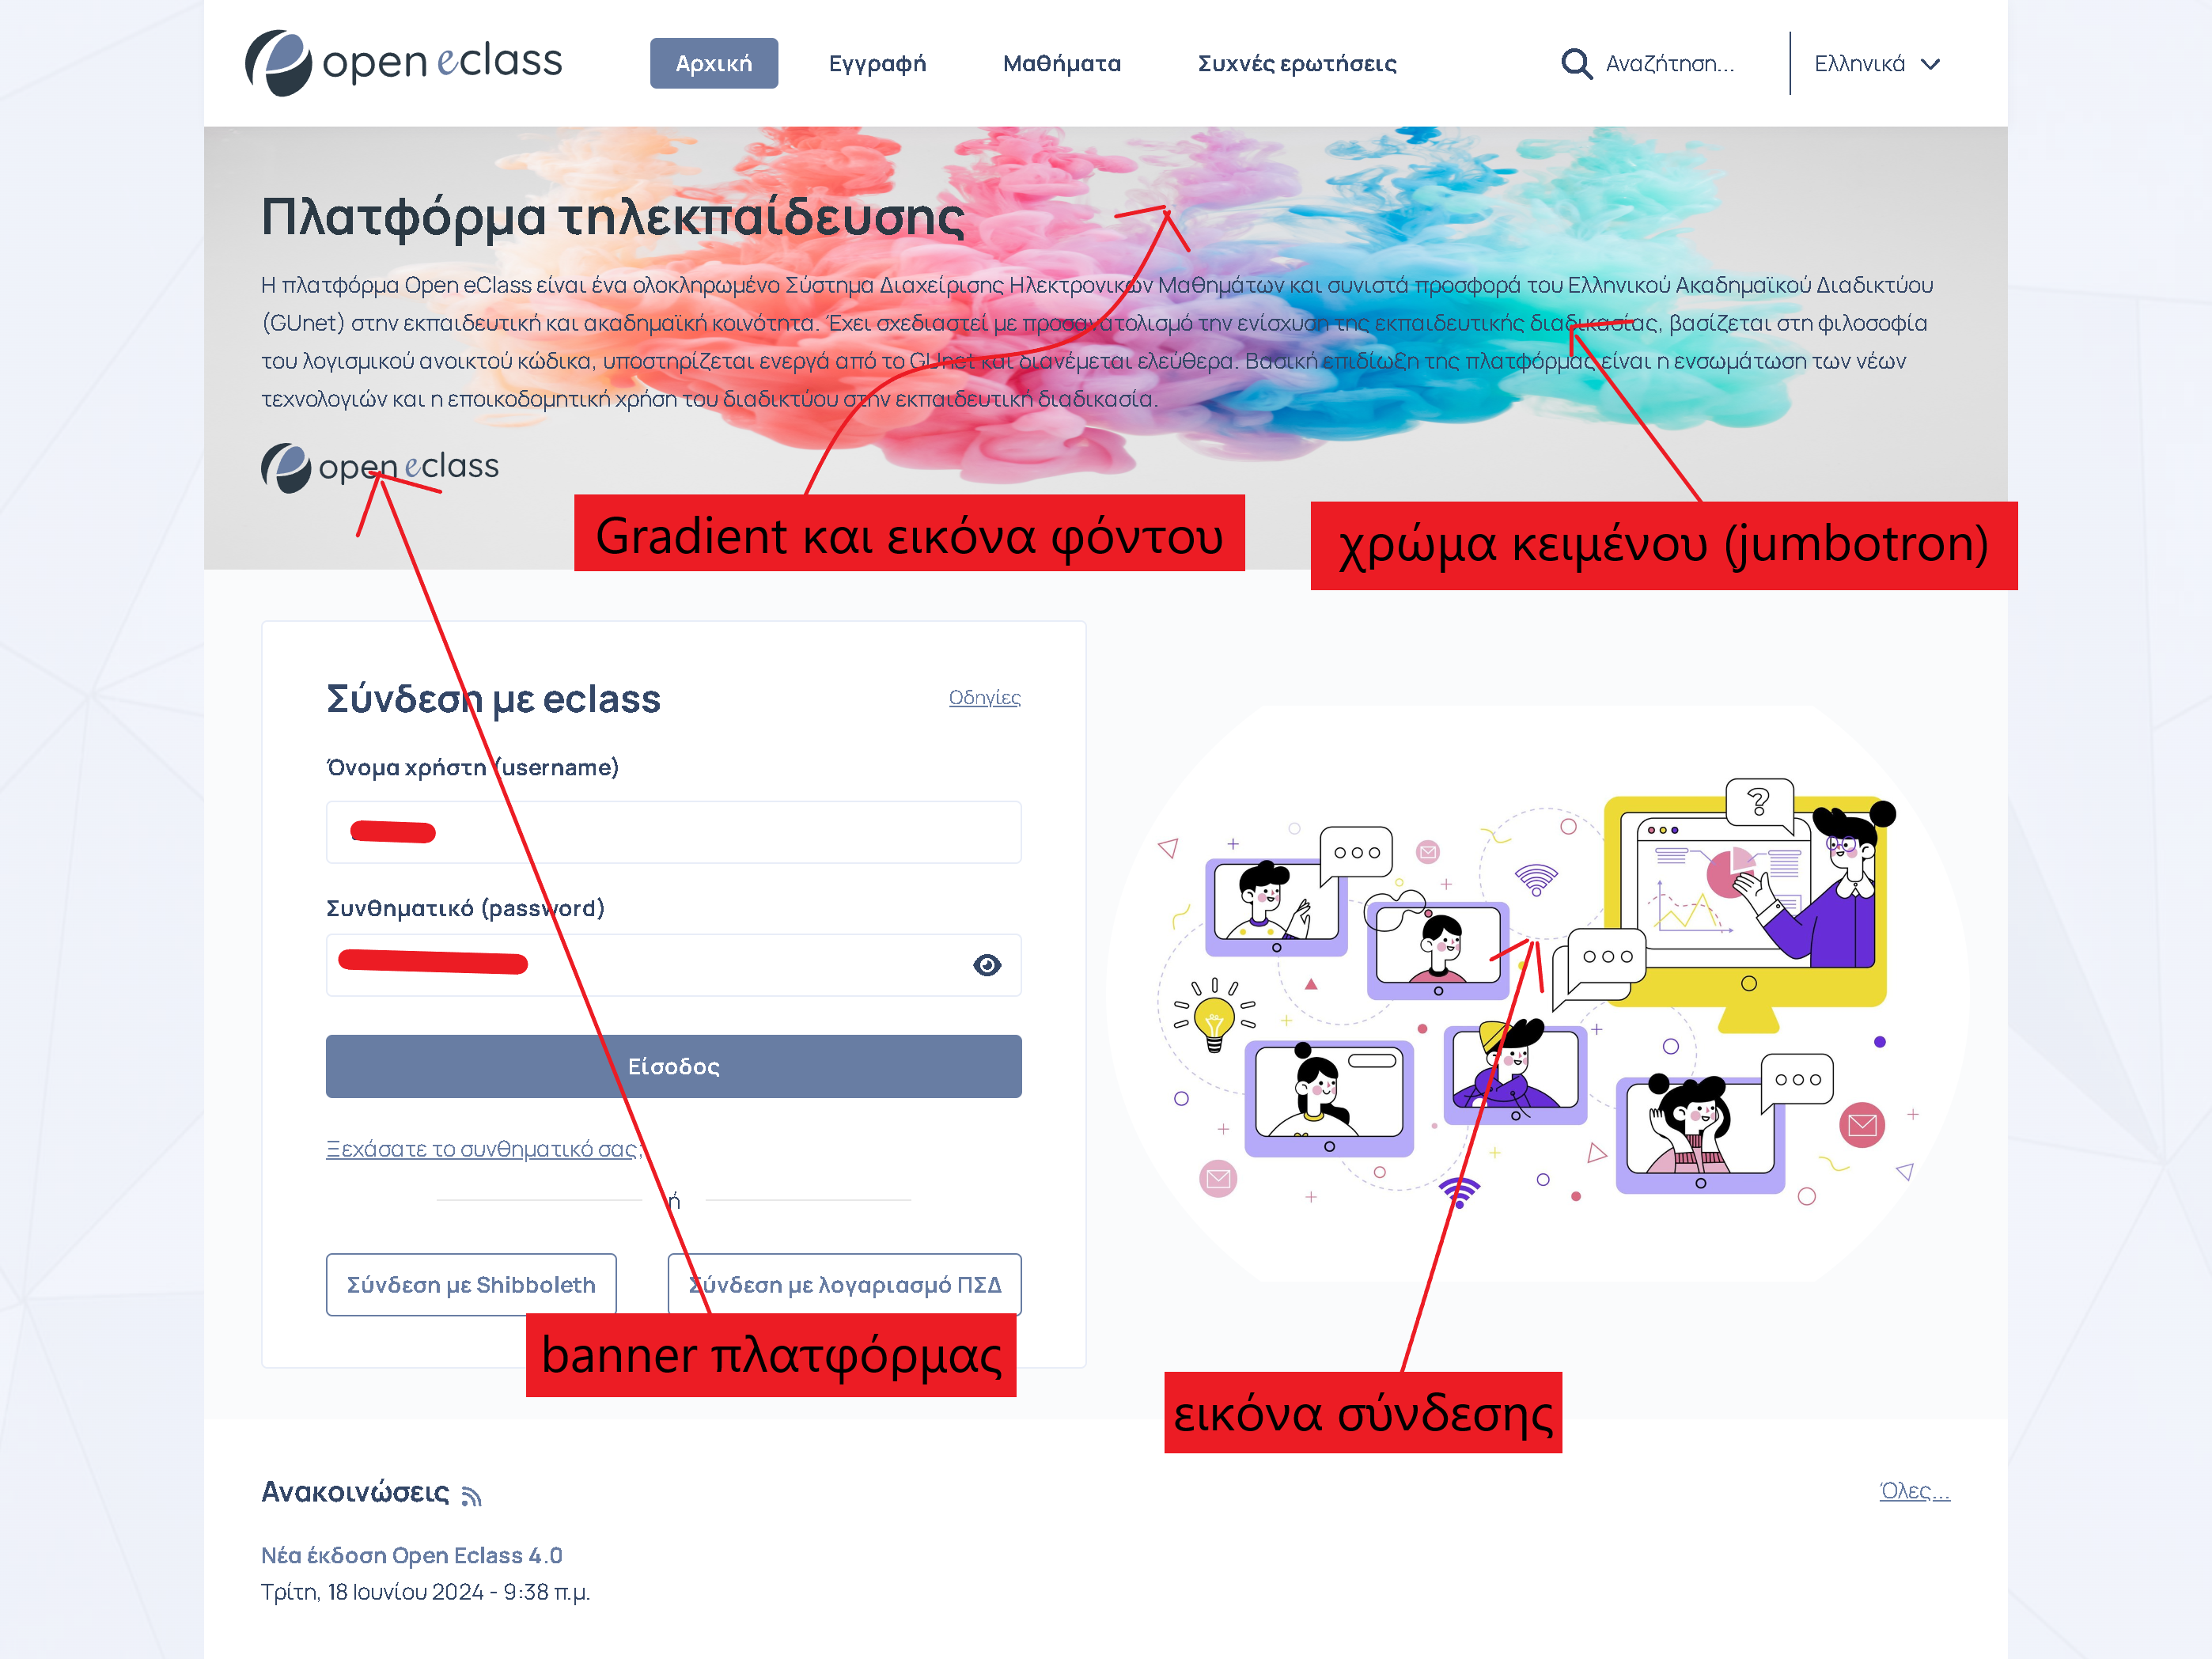 open eclass
Αρχική
Εγγραφή
Μαθήματα
Συχνές ερωτήσεις
Αναζήτηση...
Ελληνικά
Πλατφόρμα τηλεκπαίδευσης
Η πλατφόρμα Open eClass είναι ένα ολοκληρωμένο Σύστημα Διαχείρισης Ηλεκτρονικών Μαθημάτων και συνιστά προσφορά του Ελληνικού Ακαδημαϊκού Διαδικτύου
(GUnet) στην εκπαιδευτική και ακαδημαϊκή κοινότητα. Έχει σχεδιαστεί με προσανατολισμό την ενίσχυση της εκπαιδευτικής διαδικασίας, βασίζεται στη φιλοσοφία
του λογισμικού ανοικτού κώδικα, υποστηρίζεται ενεργά από το GUnet και διανέμεται ελεύθερα. Βασική επιδίωξη της πλατφόρμας είναι η ενσωμάτωση των νέων
τεχνολογιών και η εποικοδομητική χρήση του διαδικτύου στην εκπαιδευτική διαδικασία.
open eclass
Gradient και εικόνα φόντου
χρώμα κειμένου (jumbotron)
Σύνδεση με eclass
Οδηγίες
Όνομα χρήστη (username)
Συνθηματικό (password)
Είσοδος
Ξεχάσατε το συνθηματικό σας;
ή
Σύνδεση με Shibboleth
Σύνδεση με λογαριασμό ΠΣΔ
?
banner πλατφόρμας
εικόνα σύνδεσης
Ανακοινώσεις
Όλες...
Νέα έκδοση Open Eclass 4.0
Τρίτη, 18 Ιουνίου 2024 - 9:38 π.μ.